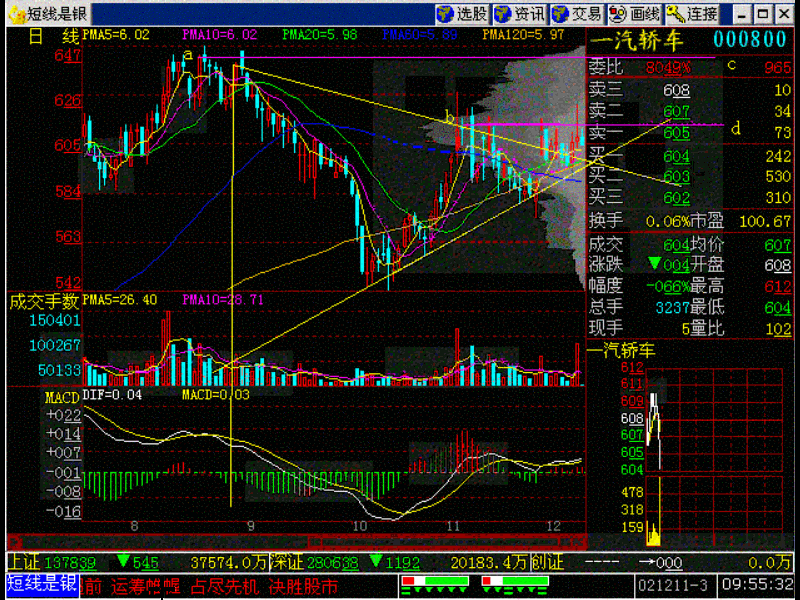 短线是银
选股 资讯 交易 画线 连接
日 线 PMA5=6.02 PMA10=6.02 PMA20=5.98 PMA50=5.89 PMA120=5.97
一汽轿车 000800
647
626
605
584
563
542
a
b
c
d
委比 8049% 965
卖三 608 10
卖二 607 34
卖一 605 73
买一 604 242
买二 603 530
买三 602 310
换手 0.06% 市盈 100.67
成交 604 均价 607
涨跌 ▼004 开盘 608
幅度 -066% 最高 612
总手 3237 最低 604
现手 5 量比 102
成交手数 PMA5=26.40 PMA10=28.71
150401
100267
50133
一汽轿车
612
611
609
608
607
605
604
478
318
159
MACD DIF=0.04 MACD=0.03
+022
+014
+007
-001
-008
-016
8 9 10 11 12
上证 137839 ▼545 37574.0万 深证 280638 ▼1192 20183.4万 创证 ---- →000 0.0万
短线是银 前 运筹帷幄 占尽先机 决胜股市
021211-3 09:55:32